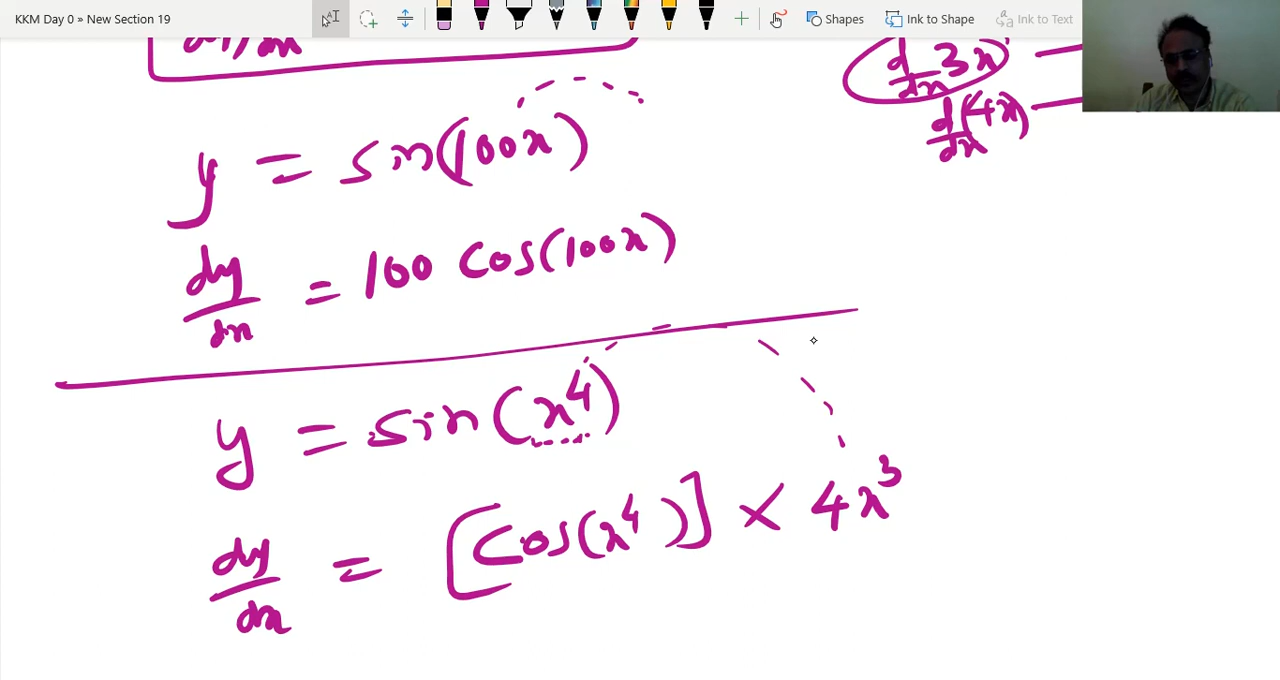 KKM Day 0 » New Section 19
Shapes
Ink to Shape
Ink to Text
d/dx 3x
d/dx (4x)
y = sin(100x)
dy/dx = 100 cos(100x)
y = sin(x⁴)
dy/dx = [cos(x⁴)] × 4x³